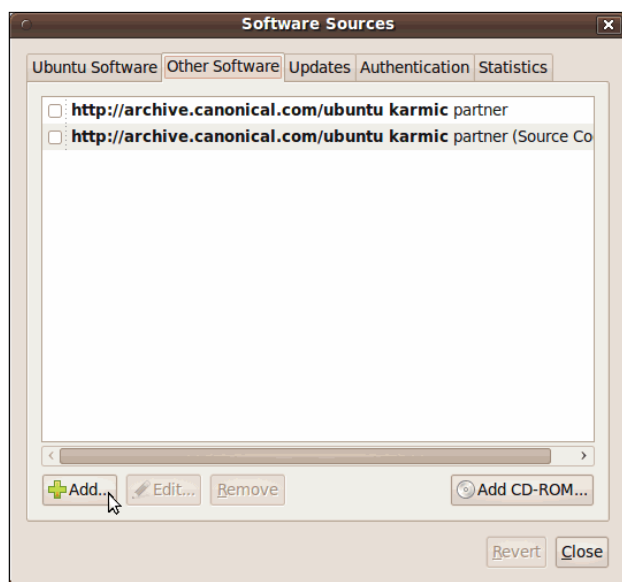 Software Sources
Ubuntu Software Other Software Updates Authentication Statistics
http://archive.canonical.com/ubuntu karmic partner
http://archive.canonical.com/ubuntu karmic partner (Source Co
Add... Edit... Remove Add CD-ROM...
Revert Close